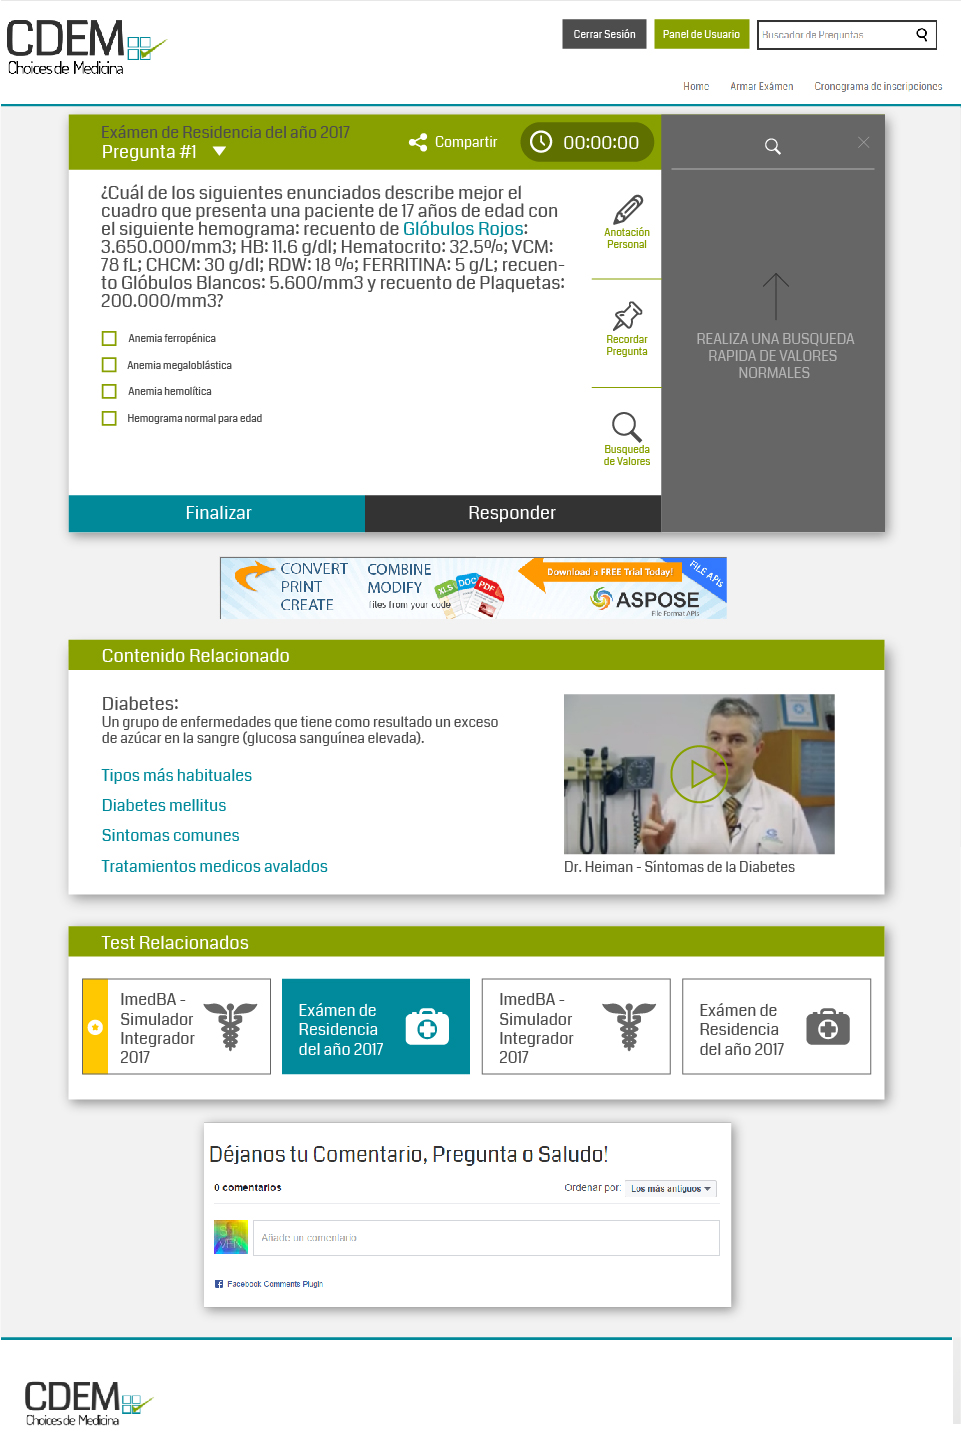 CDEM
Choices de Medicina
Cerrar Sesión
Panel de Usuario
Buscador de Preguntas
Home
Armar Exámen
Cronograma de inscripciones
Exámen de Residencia del año 2017
Pregunta #1
Compartir
00:00:00
¿Cuál de los siguientes enunciados describe mejor el
cuadro que presenta una paciente de 17 años de edad con
el siguiente hemograma: recuento de Glóbulos Rojos:
3.650.000/mm3; HB: 11.6 g/dl; Hematocrito: 32.5%; VCM:
78 fL; CHCM: 30 g/dl; RDW: 18 %; FERRITINA: 5 g/L; recuen-
to Glóbulos Blancos: 5.600/mm3 y recuento de Plaquetas:
200.000/mm3?
Anemia ferropénica
Anemia megaloblástica
Anemia hemolítica
Hemograma normal para edad
Anotación
Personal
Recordar
Pregunta
Busqueda
de Valores
REALIZA UNA BUSQUEDA
RAPIDA DE VALORES
NORMALES
Finalizar
Responder
CONVERT
PRINT
CREATE
COMBINE
MODIFY
files from your code
XLS
DOC
PDF
Download a FREE Trial Today!
FILE APIs
ASPOSE
File Format APIs
Contenido Relacionado
Diabetes:
Un grupo de enfermedades que tiene como resultado un exceso
de azúcar en la sangre (glucosa sanguínea elevada).
Tipos más habituales
Diabetes mellitus
Sintomas comunes
Tratamientos medicos avalados
Dr. Heiman - Síntomas de la Diabetes
Test Relacionados
ImedBA -
Simulador
Integrador
2017
Exámen de
Residencia
del año 2017
ImedBA -
Simulador
Integrador
2017
Exámen de
Residencia
del año 2017
Déjanos tu Comentario, Pregunta o Saludo!
0 comentarios
Ordenar por:
Los más antiguos
Añade un comentario
Facebook Comments Plugin
CDEM
Choices de Medicina